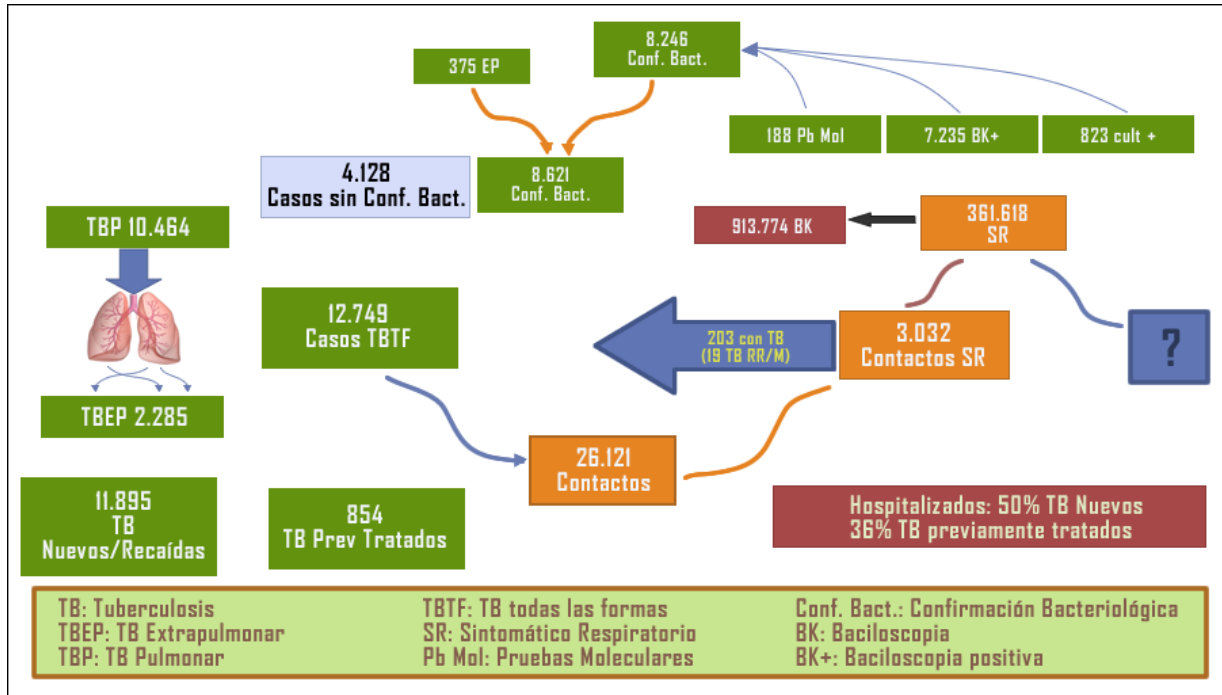 8.246
Conf. Bact.
375 EP
188 Pb Mol
7.235 BK+
823 cult +
4.128
Casos sin Conf. Bact.
8.621
Conf. Bact.
TBP 10.464
913.774 BK
361.618
SR
12.749
Casos TBTF
203 con TB
(19 TB RR/M)
3.032
Contactos SR
?
TBEP 2.285
26.121
Contactos
11.895
TB
Nuevos/Recaídas
854
TB Prev Tratados
Hospitalizados: 50% TB Nuevos
36% TB previamente tratados
TB: Tuberculosis
TBEP: TB Extrapulmonar
TBP: TB Pulmonar
TBTF: TB todas las formas
SR: Sintomático Respiratorio
Pb Mol: Pruebas Moleculares
Conf. Bact.: Confirmación Bacteriológica
BK: Baciloscopia
BK+: Baciloscopia positiva